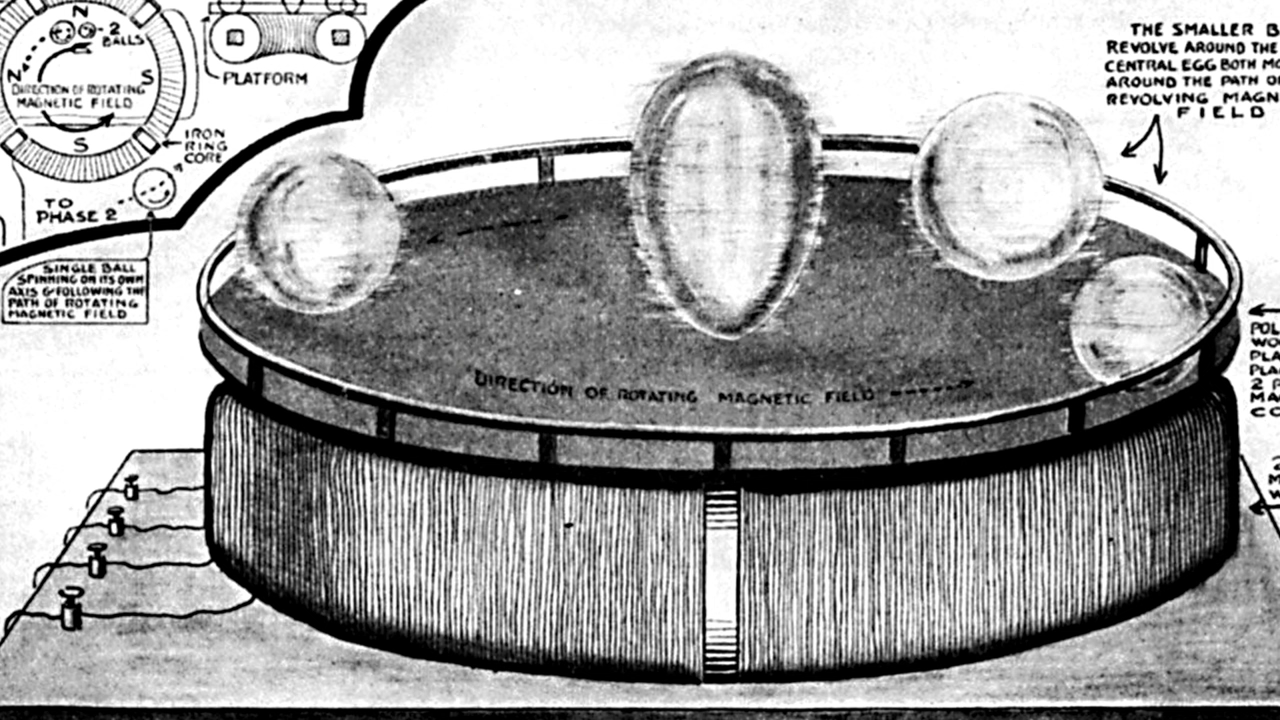 N
2
BALLS
N
S
DIRECTION OF ROTATING
MAGNETIC FIELD
S
IRON
RING
CORE
TO
PHASE 2
PLATFORM
SINGLE BALL
SPINNING ON ITS OWN
AXIS & FOLLOWING THE
PATH OF ROTATING
MAGNETIC FIELD
THE SMALLER B
REVOLVE AROUND THE
CENTRAL EGG BOTH MO
AROUND THE PATH O
REVOLVING MAGN
FIELD
DIRECTION OF ROTATING MAGNETIC FIELD
POL
WO
PLA
PLA
2 P
MA
CO